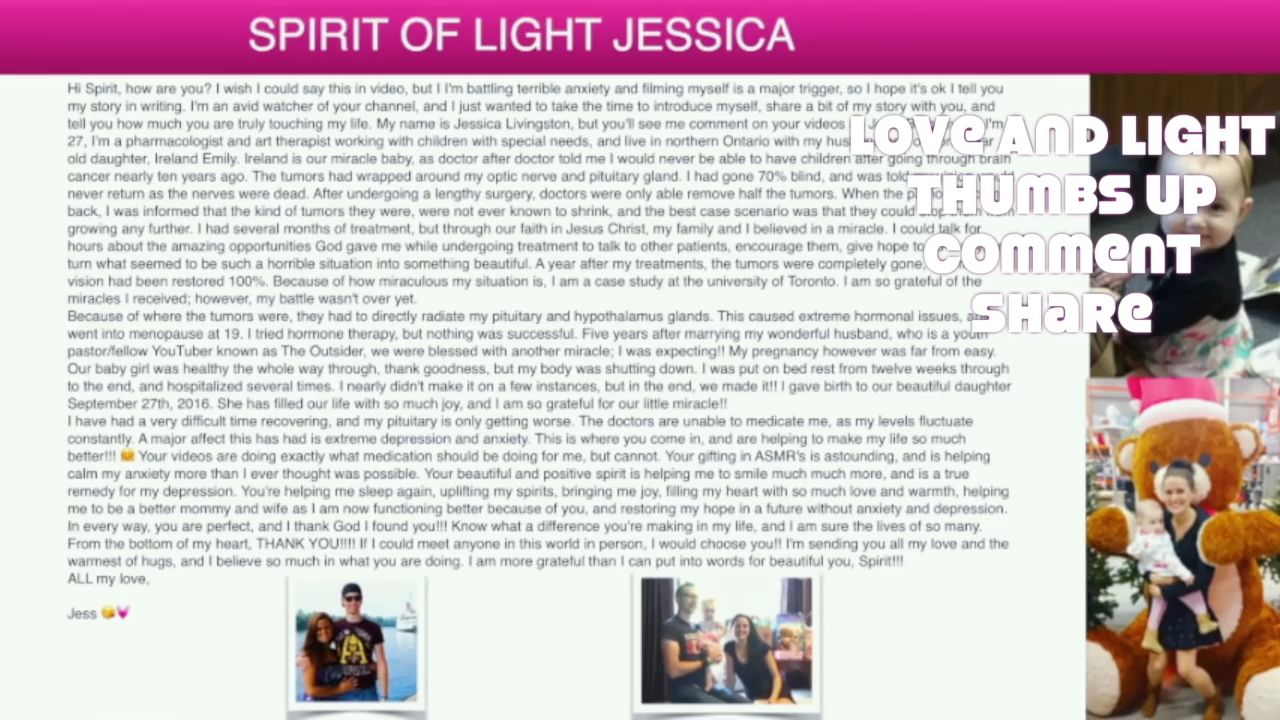 SPIRIT OF LIGHT JESSICA
Hi Spirit, how are you? I wish I could say this in video, but I I'm battling terrible anxiety and filming myself is a major trigger, so I hope it's ok I tell you
my story in writing. I'm an avid watcher of your channel, and I just wanted to take the time to introduce myself, share a bit of my story with you, and
tell you how much you are truly touching my life. My name is Jessica Livingston, but you'll see me comment on your videos I'm
27, I'm a pharmacologist and art therapist working with children with special needs, and live in northern Ontario with my
old daughter, Ireland Emily. Ireland is our miracle baby, as doctor after doctor told me I would never be able to have children after going through brain
cancer nearly ten years ago. The tumors had wrapped around my optic nerve and pituitary gland. I had gone 70% blind, and was told
never return as the nerves were dead. After undergoing a lengthy surgery, doctors were only able remove half the tumors. When the
back, I was informed that the kind of tumors they were, were not ever known to shrink, and the best case scenario was that they could
growing any further. I had several months of treatment, but through our faith in Jesus Christ, my family and I believed in a miracle. I could talk for
hours about the amazing opportunities God gave me while undergoing treatment to talk to other patients, encourage them, give hope to
turn what seemed to be such a horrible situation into something beautiful. A year after my treatments, the tumors were completely gone,
vision had been restored 100%. Because of how miraculous my situation is, I am a case study at the university of Toronto. I am so grateful of the
miracles I received; however, my battle wasn't over yet.
Because of where the tumors were, they had to directly radiate my pituitary and hypothalamus glands. This caused extreme hormonal issues,
went into menopause at 19. I tried hormone therapy, but nothing was successful. Five years after marrying my wonderful husband, who is a youth
pastor/fellow YouTuber known as The Outsider, we were blessed with another miracle; I was expecting!! My pregnancy however was far from easy.
Our baby girl was healthy the whole way through, thank goodness, but my body was shutting down. I was put on bed rest from twelve weeks through
to the end, and hospitalized several times. I nearly didn't make it on a few instances, but in the end, we made it!! I gave birth to our beautiful daughter
September 27th, 2016. She has filled our life with so much joy, and I am so grateful for our little miracle!!
I have had a very difficult time recovering, and my pituitary is only getting worse. The doctors are unable to medicate me, as my levels fluctuate
constantly. A major affect this has had is extreme depression and anxiety. This is where you come in, and are helping to make my life so much
better!!! 😊 Your videos are doing exactly what medication should be doing for me, but cannot. Your gifting in ASMR's is astounding, and is helping
calm my anxiety more than I ever thought was possible. Your beautiful and positive spirit is helping me to smile much much more, and is a true
remedy for my depression. You're helping me sleep again, uplifting my spirits, bringing me joy, filling my heart with so much love and warmth, helping
me to be a better mommy and wife as I am now functioning better because of you, and restoring my hope in a future without anxiety and depression.
In every way, you are perfect, and I thank God I found you!!! Know what a difference you're making in my life, and I am sure the lives of so many.
From the bottom of my heart, THANK YOU!!!! If I could meet anyone in this world in person, I would choose you!! I'm sending you all my love and the
warmest of hugs, and I believe so much in what you are doing. I am more grateful than I can put into words for beautiful you, Spirit!!!
ALL my love,
Jess 😘💗
LOVE AND LIGHT
THUMBS UP
COMMENT
SHARE